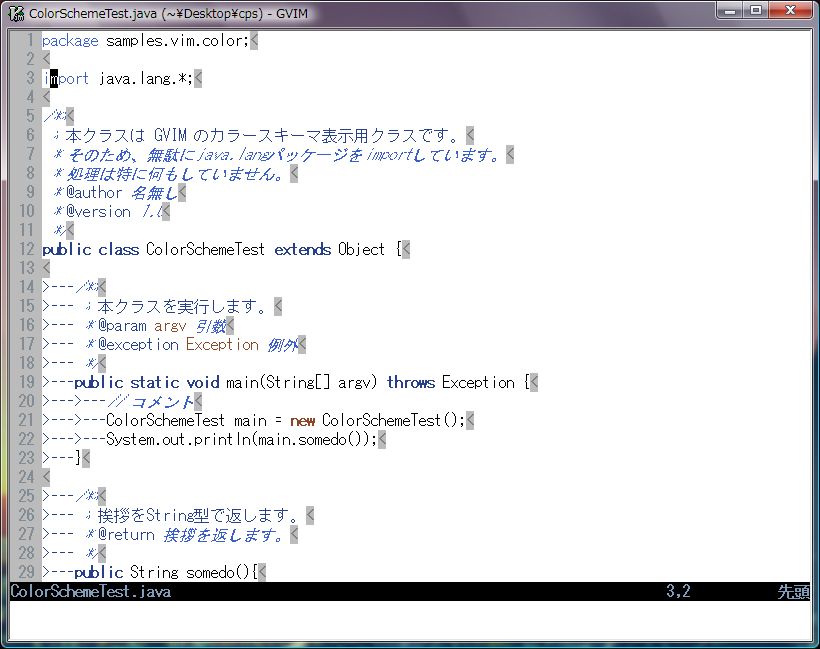 ColorSchemeTest.java (~¥Desktop¥cps) - GVIM
1 package samples.vim.color;<
2 <
3 import java.lang.*;<
4 <
5 /**<
6  * 本クラスは GVIM のカラースキーマ表示用クラスです。<
7  * そのため、無駄にjava.langパッケージをimportしています。<
8  * 処理は特に何もしていません。<
9  * @author 名無し<
10  * @version 1.0<
11  */<
12 public class ColorSchemeTest extends Object {<
13 <
14 >---/**<
15 >--- * 本クラスを実行します。<
16 >--- * @param argv 引数<
17 >--- * @exception Exception 例外<
18 >--- */<
19 >---public static void main(String[] argv) throws Exception {<
20 >--->---// コメント<
21 >--->---ColorSchemeTest main = new ColorSchemeTest();<
22 >--->---System.out.println(main.somedo());<
23 >---}<
24 <
25 >---/**<
26 >--- * 挨拶をString型で返します。<
27 >--- * @return 挨拶を返します。<
28 >--- */<
29 >---public String somedo(){<
ColorSchemeTest.java 3,2 先頭